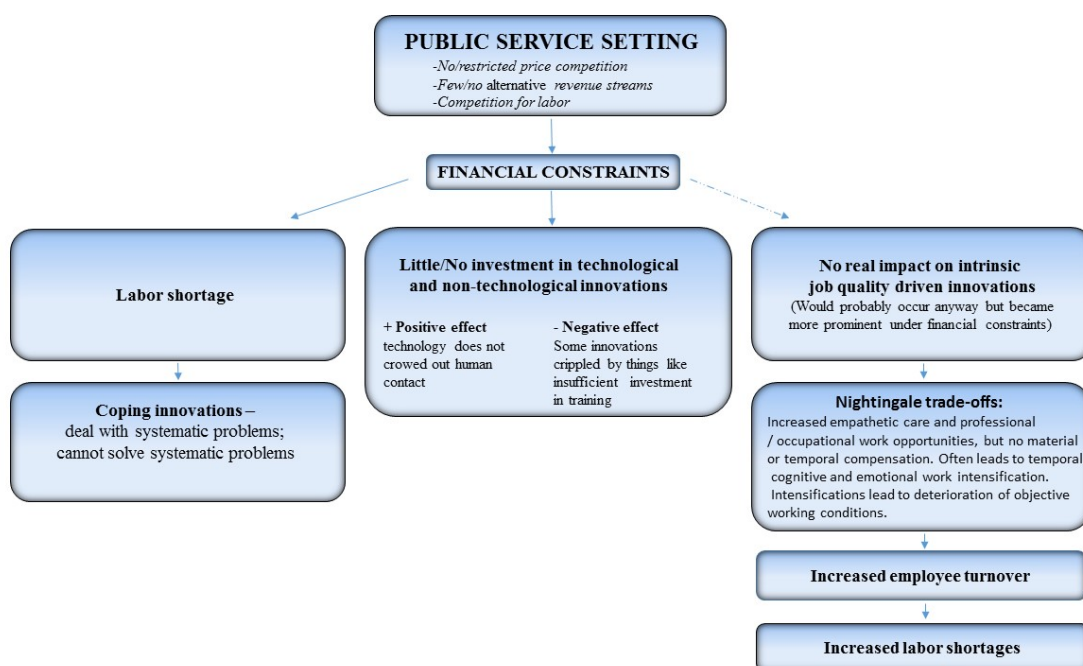 PUBLIC SERVICE SETTING
-No/restricted price competition
-Few/no alternative revenue streams
-Competition for labor
FINANCIAL CONSTRAINTS
Labor shortage
Coping innovations –
deal with systematic problems;
cannot solve systematic problems
Little/No investment in technological
and non-technological innovations
+ Positive effect
technology does not
crowed out human
contact
- Negative effect
Some innovations
crippled by things like
insufficient investment
in training
No real impact on intrinsic
job quality driven innovations
(Would probably occur anyway but became
more prominent under financial constraints)
Nightingale trade-offs:
Increased empathetic care and professional
/ occupational work opportunities, but no material
or temporal compensation. Often leads to temporal
cognitive and emotional work intensification.
Intensifications lead to deterioration of objective
working conditions.
Increased employee turnover
Increased labor shortages